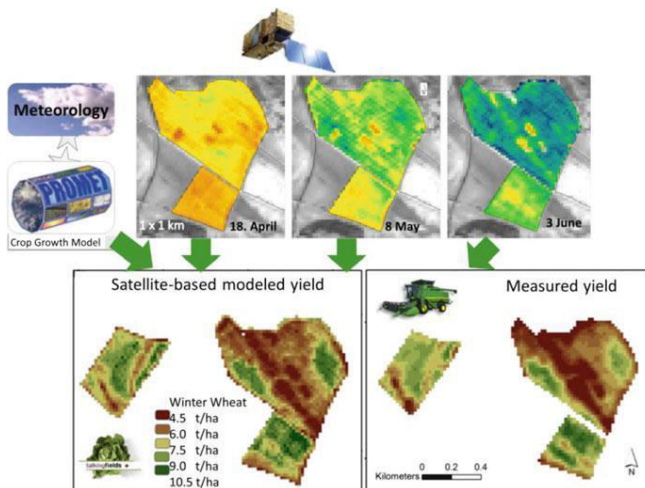 Meteorology
PROMET
Crop Growth Model
1 x 1 km
18. April
8 May
3 June
Satellite-based modeled yield
Measured yield
Winter Wheat
4.5 t/ha
6.0 t/ha
7.5 t/ha
9.0 t/ha
10.5 t/ha
talkingfields
Kilometers
0 0.2 0.4
N